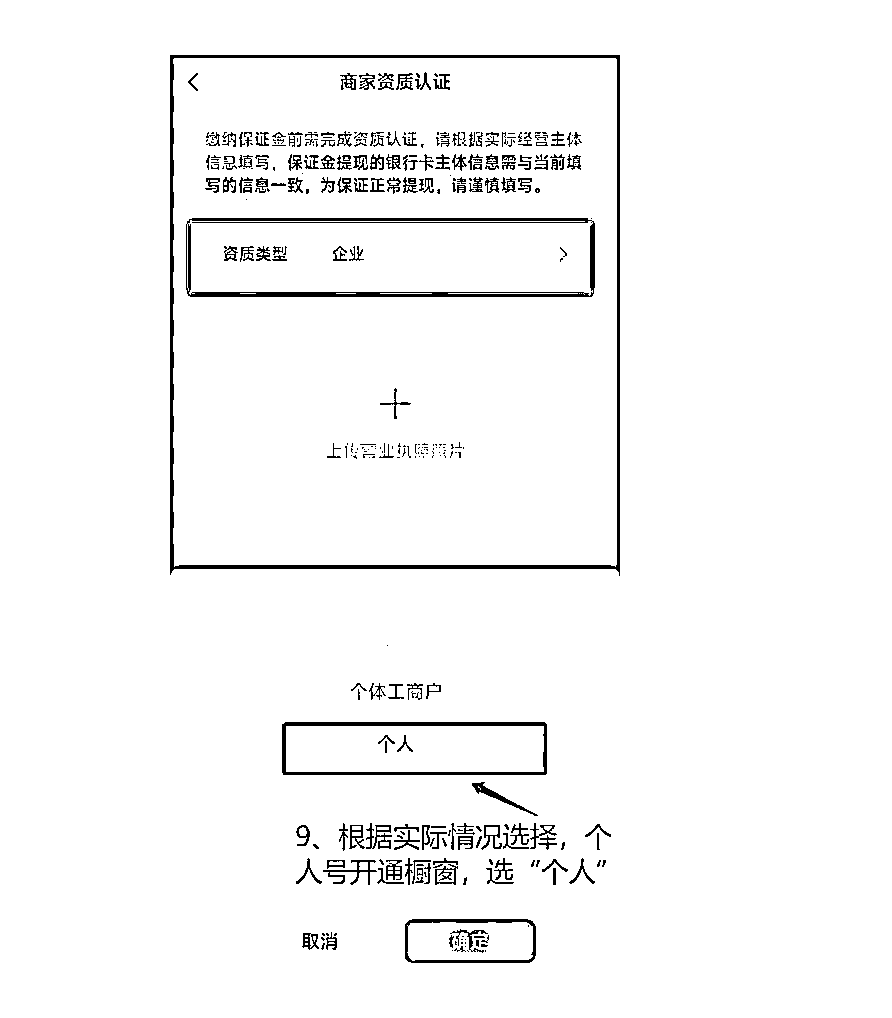 商家资质认证
缴纳保证金前需完成资质认证，请根据实际经营主体
信息填写，保证金提现的银行卡主体信息需与当前填
写的信息一致，为保证正常提现，请谨慎填写。
资质类型 企业
上传营业执照照片
个体工商户
个人
9、根据实际情况选择，个
人号开通橱窗，选“个人”
取消 确定